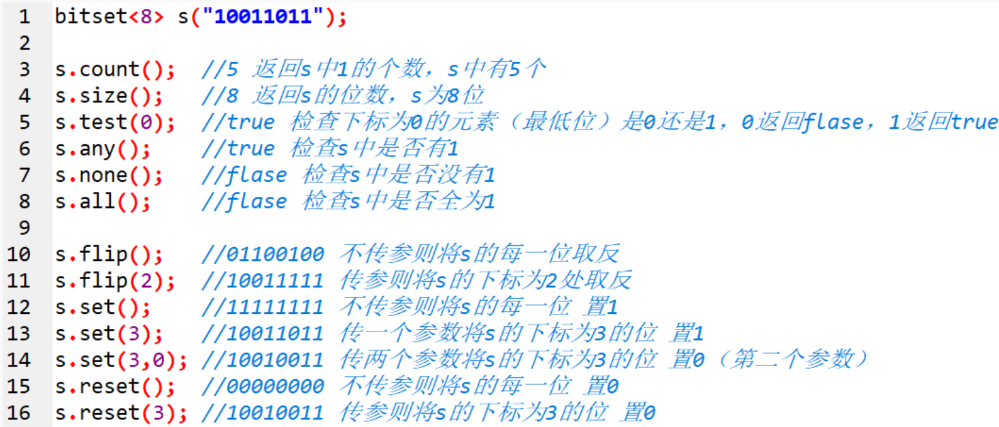 1 bitset<8> s("10011011");
2
3 s.count(); //5 返回s中1的个数，s中有5个
4 s.size(); //8 返回s的位数，s为8位
5 s.test(0); //true 检查下标为0的元素（最低位）是0还是1，0返回flase，1返回true
6 s.any(); //true 检查s中是否有1
7 s.none(); //flase 检查s中是否没有1
8 s.all(); //flase 检查s中是否全为1
9
10 s.flip(); //01100100 不传参则将s的每一位取反
11 s.flip(2); //10011111 传参则将s的下标为2处取反
12 s.set(); //11111111 不传参则将s的每一位 置1
13 s.set(3); //10011011 传一个参数将s的下标为3的位 置1
14 s.set(3,0); //10010011 传两个参数将s的下标为3的位 置0（第二个参数）
15 s.reset(); //00000000 不传参则将s的每一位 置0
16 s.reset(3); //10010011 传参则将s的下标为3的位 置0